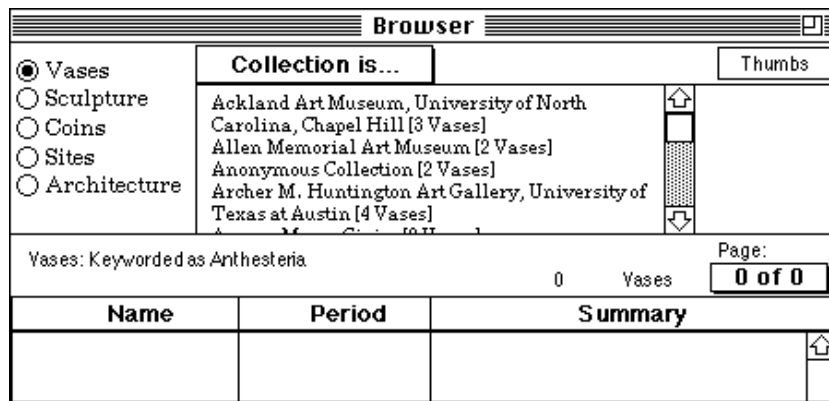 Browser
Vases
Sculpture
Coins
Sites
Architecture
Collection is...
Thumbs
Ackland Art Museum, University of North
Carolina, Chapel Hill [3 Vases]
Allen Memorial Art Museum [2 Vases]
Anonymous Collection [2 Vases]
Archer M. Huntington Art Gallery, University of
Texas at Austin [4 Vases]
Vases: Keyworded as Anthesteria
0 Vases
Page:
0 of 0
Name Period Summary